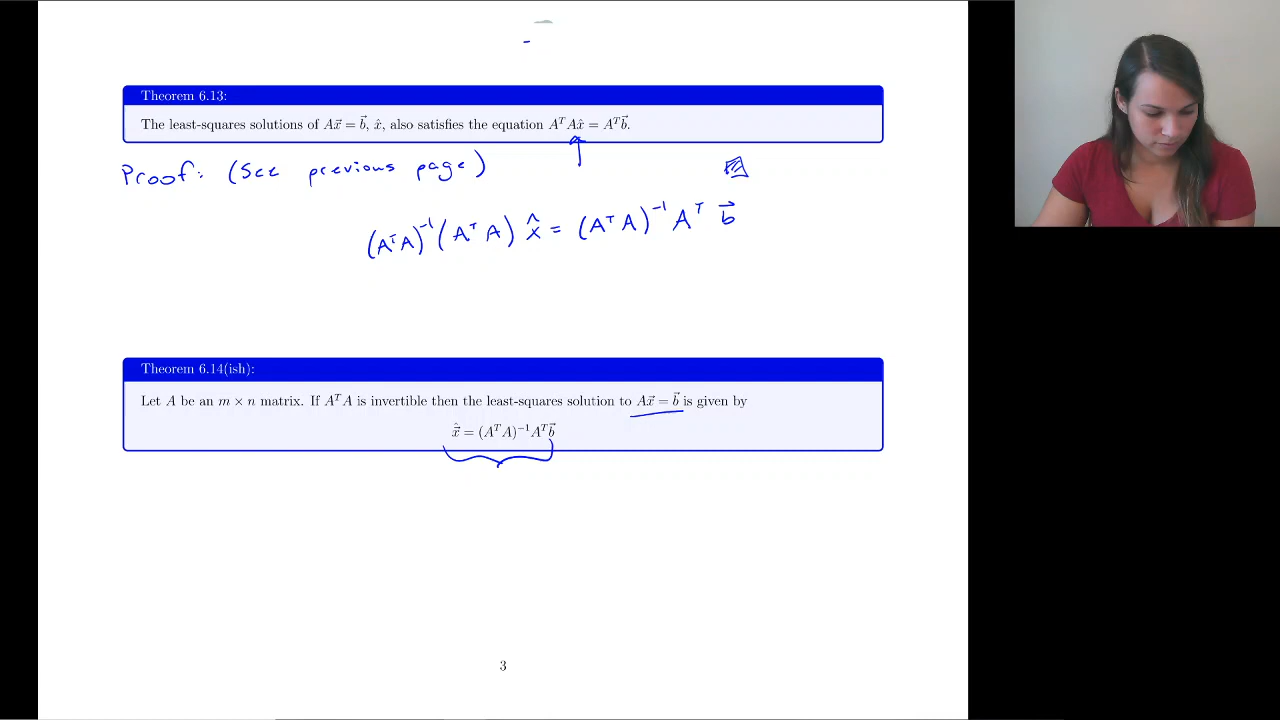 Theorem 6.13:
The least-squares solutions of $A\vec{x} = \vec{b}$, $\hat{x}$, also satisfies the equation $A^T A\hat{x} = A^T\vec{b}$.
Proof: (See previous page)
$(A^T A)^{-1} (A^T A) \hat{x} = (A^T A)^{-1} A^T \vec{b}$
Theorem 6.14(ish):
Let $A$ be an $m \times n$ matrix. If $A^T A$ is invertible then the least-squares solution to $A\vec{x} = \vec{b}$ is given by
$\hat{\vec{x}} = (A^T A)^{-1} A^T \vec{b}$
3